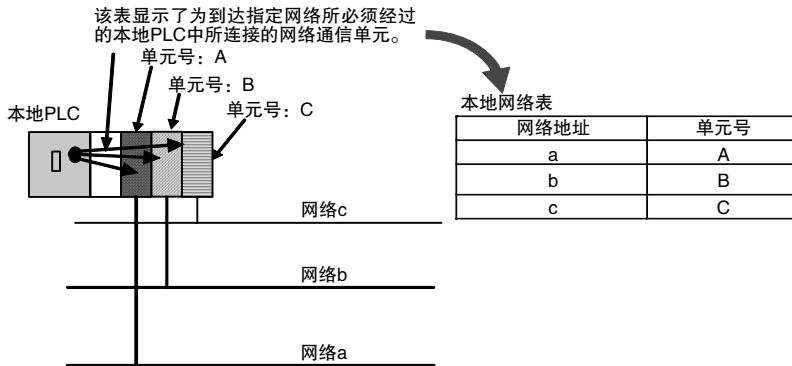 该表显示了为到达指定网络所必须经过
的本地PLC中所连接的网络通信单元。
单元号：A
单元号：B
单元号：C
本地PLC
网络c
网络b
网络a
本地网络表
网络地址 单元号
a A
b B
c C